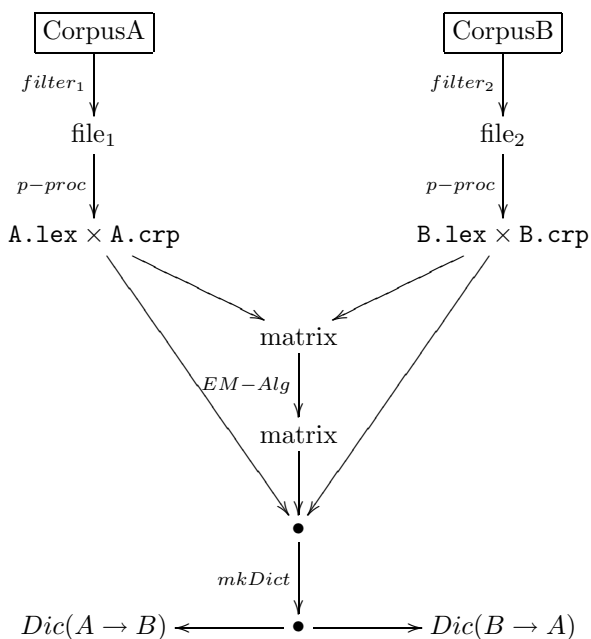 CorpusA CorpusB
filter₁ filter₂
file₁ file₂
p−proc p−proc
A.lex × A.crp B.lex × B.crp
matrix
EM−Alg
matrix
mkDict
Dic(A → B) Dic(B → A)